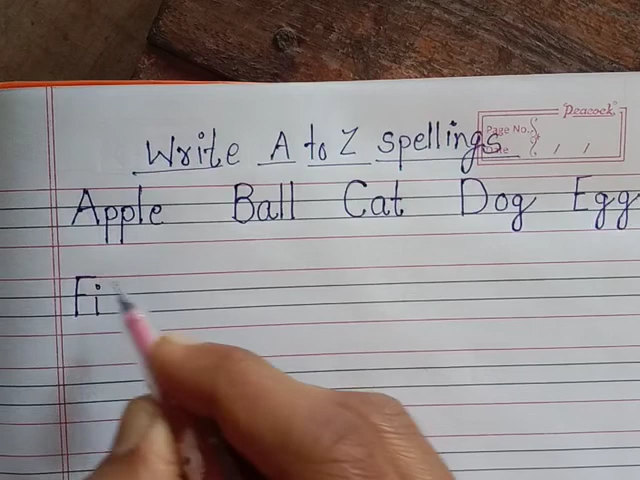 "Peacock"
Page No.
Write A to Z spellings
Apple Ball Cat Dog Egg
Fi